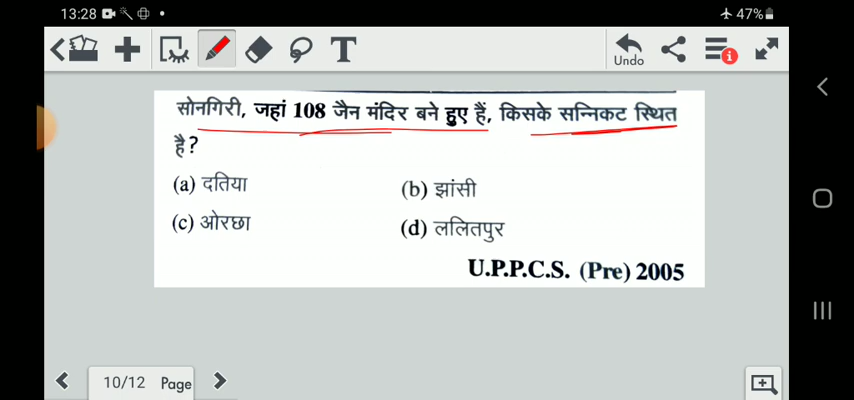 13:28
47%
T
Undo
सोनगिरी, जहां 108 जैन मंदिर बने हुए हैं, किसके सन्निकट स्थित
है?
(a) दतिया
(b) झांसी
(c) ओरछा
(d) ललितपुर
U.P.P.C.S. (Pre) 2005
10/12 Page